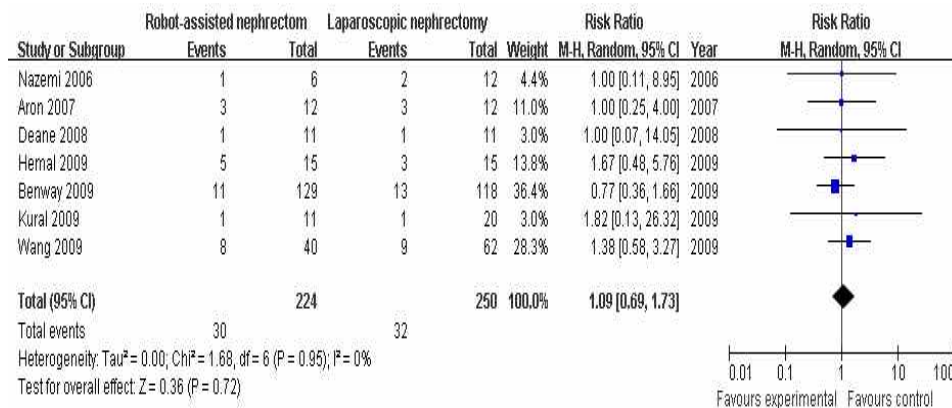 Robot-assisted nephrectom Laparoscopic nephrectomy Risk Ratio Risk Ratio
Study or Subgroup Events Total Events Total Weight M-H, Random, 95% CI Year M-H, Random, 95% CI
Nazemi 2006 1 6 2 12 4.4% 1.00 [0.11, 8.95] 2006
Aron 2007 3 12 3 12 11.0% 1.00 [0.25, 4.00] 2007
Deane 2008 1 11 1 11 3.0% 1.00 [0.07, 14.05] 2008
Hemal 2009 5 15 3 15 13.8% 1.67 [0.48, 5.76] 2009
Benway 2009 11 129 13 118 36.4% 0.77 [0.36, 1.66] 2009
Kural 2009 1 11 1 20 3.0% 1.82 [0.13, 26.32] 2009
Wang 2009 8 40 9 62 28.3% 1.38 [0.58, 3.27] 2009
Total (95% CI) 224 250 100.0% 1.09 [0.69, 1.73]
Total events 30 32
Heterogeneity: Tau² = 0.00; Chi² = 1.68, df = 6 (P = 0.95); I² = 0%
Test for overall effect: Z = 0.36 (P = 0.72)
0.01 0.1 1 10 100
Favours experimental Favours control